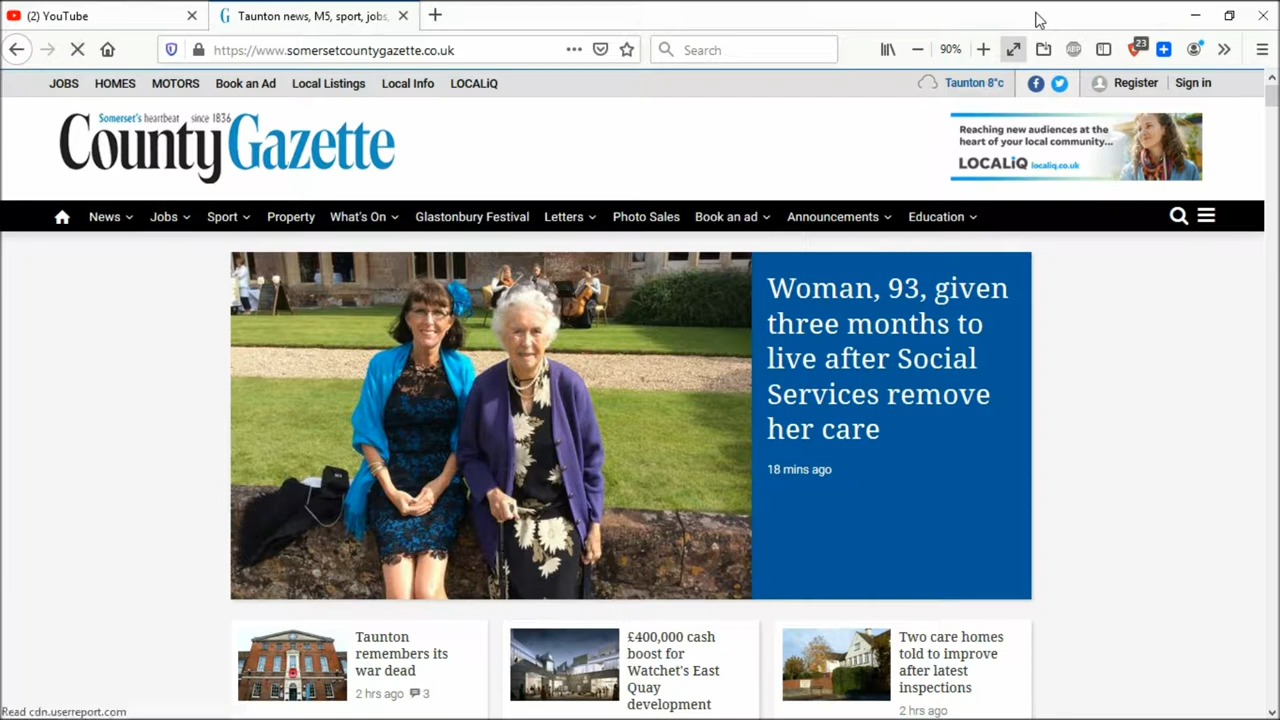 (2) YouTube
Taunton news, M5, sport, jobs,
https://www.somersetcountygazette.co.uk
Search
90%
ABP
23
JOBS HOMES MOTORS Book an Ad Local Listings Local Info LOCALiQ
Taunton 8°c
Register Sign in
Somerset's heartbeat since 1836
CountyGazette
Reaching new audiences at the
heart of your local community...
LOCALiQ localiq.co.uk
News Jobs Sport Property What's On Glastonbury Festival Letters Photo Sales Book an ad Announcements Education
Woman, 93, given
three months to
live after Social
Services remove
her care
18 mins ago
Taunton
remembers its
war dead
2 hrs ago 3
£400,000 cash
boost for
Watchet's East
Quay
development
Two care homes
told to improve
after latest
inspections
2 hrs ago
Read cdn.userreport.com